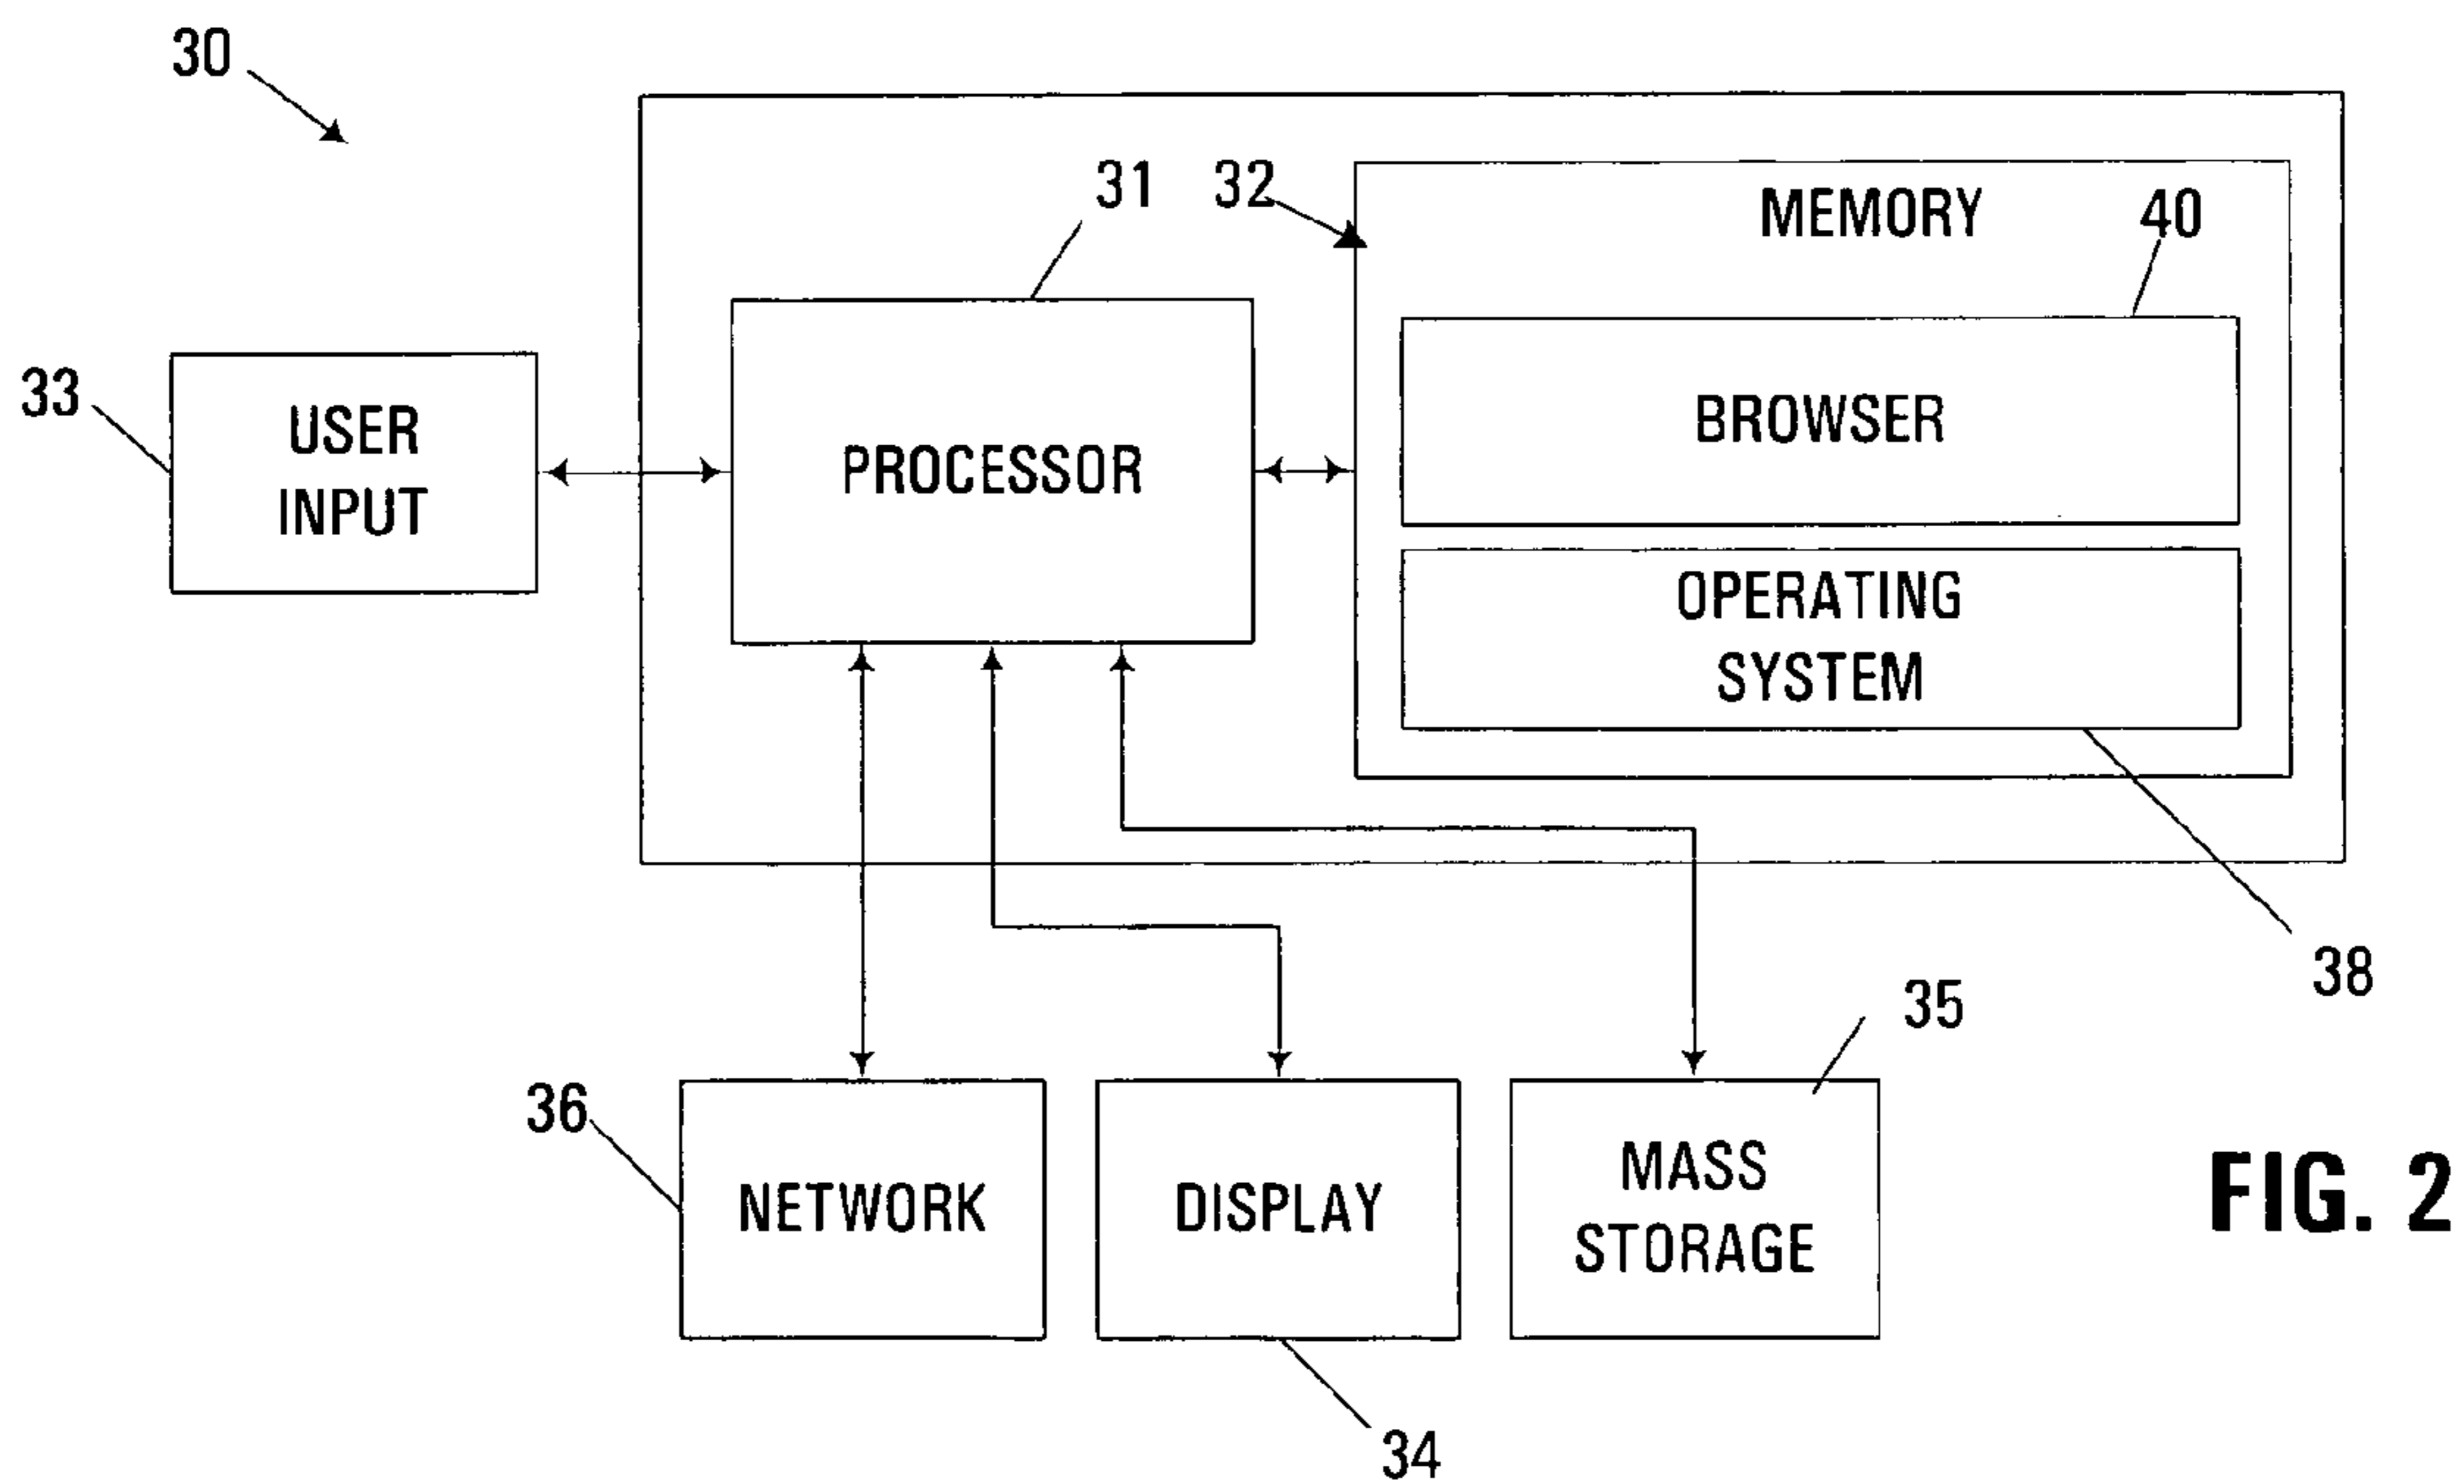 30
31
32
MEMORY
40
33
USER
INPUT
PROCESSOR
BROWSER
OPERATING
SYSTEM
38
35
36
NETWORK
DISPLAY
MASS
STORAGE
34
FIG. 2